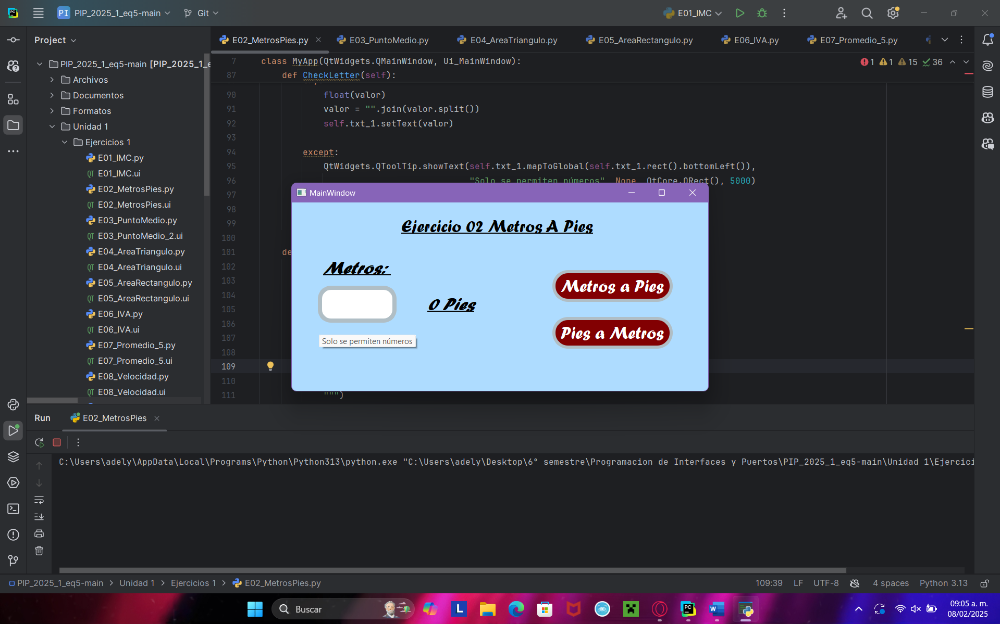 PI PIP_2025_1_eq5-main Git E01_IMC
Project
E02_MetrosPies.py E03_PuntoMedio.py E04_AreaTriangulo.py E05_AreaRectangulo.py E06_IVA.py E07_Promedio_5.py
PIP_2025_1_eq5-main [PIP_2025_1_e
Archivos
Documentos
Formatos
Unidad 1
Ejercicios 1
E01_IMC.py
E01_IMC.ui
E02_MetrosPies.py
E02_MetrosPies.ui
E03_PuntoMedio.py
E03_PuntoMedio_2.ui
E04_AreaTriangulo.py
E04_AreaTriangulo.ui
E05_AreaRectangulo.py
E05_AreaRectangulo.ui
E06_IVA.py
E06_IVA.ui
E07_Promedio_5.py
E07_Promedio_5.ui
E08_Velocidad.py
E08_Velocidad.ui
7 class MyApp(QtWidgets.QMainWindow, Ui_MainWindow):
1 1 15 36
87 def CheckLetter(self):
90 float(valor)
91 valor = "".join(valor.split())
92 self.txt_1.setText(valor)
93
94 except:
95 QtWidgets.QToolTip.showText(self.txt_1.mapToGlobal(self.txt_1.rect().bottomLeft()),
96 "Solo se permiten números", None, QtCore.QRect(), 5000)
97
98
99
100
101 de
102
103
104
105
106
107
108
109
110
111 """)
MainWindow
Ejercicio 02 Metros A Pies
Metros:
0 Pies
Solo se permiten números
Metros a Pies
Pies a Metros
Run E02_MetrosPies
C:\Users\adely\AppData\Local\Programs\Python\Python313\python.exe "C:\Users\adely\Desktop\6° semestre\Programacion de Interfaces y Puertos\PIP_2025_1_eq5-main\Unidad 1\Ejercici
PIP_2025_1_eq5-main > Unidad 1 > Ejercicios 1 > E02_MetrosPies.py
109:39 LF UTF-8 4 spaces Python 3.13
Buscar
09:05 a. m.
08/02/2025